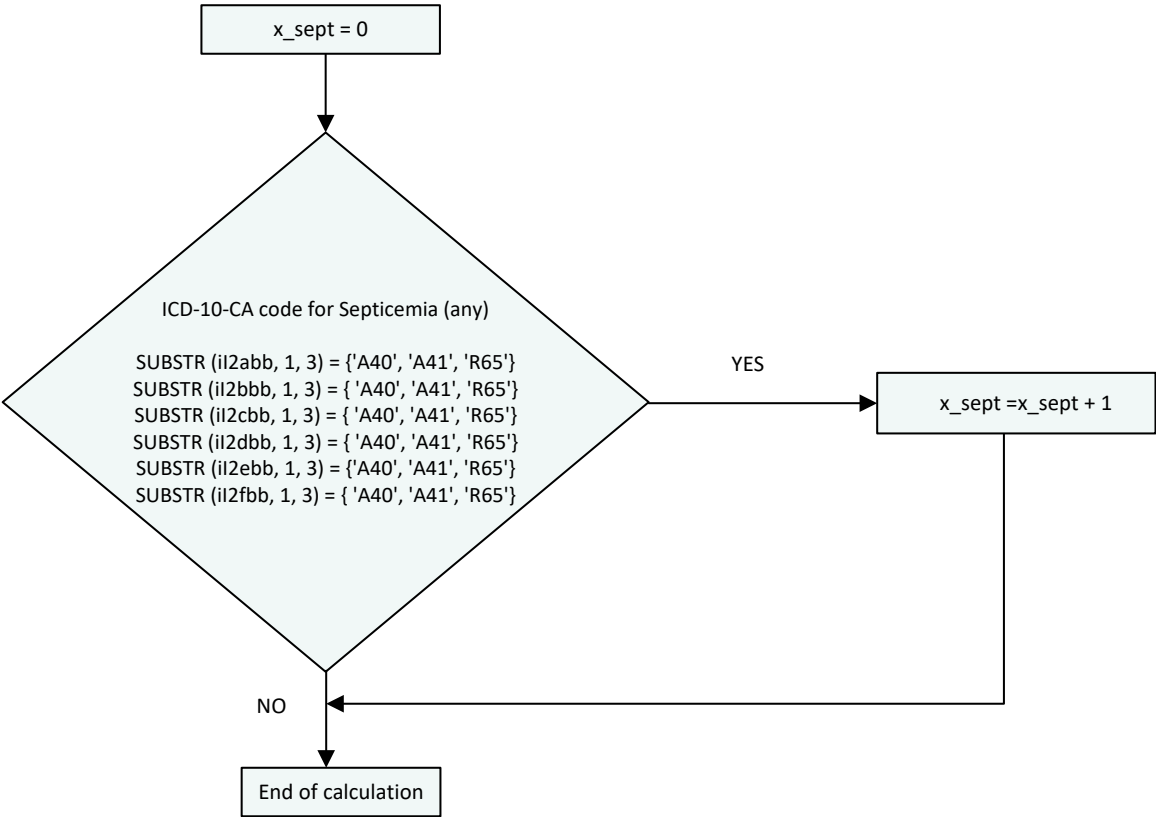 x_sept = 0
ICD-10-CA code for Septicemia (any)
SUBSTR (iI2abb, 1, 3) = {'A40', 'A41', 'R65'}
SUBSTR (iI2bbb, 1, 3) = { 'A40', 'A41', 'R65'}
SUBSTR (iI2cbb, 1, 3) = { 'A40', 'A41', 'R65'}
SUBSTR (iI2dbb, 1, 3) = { 'A40', 'A41', 'R65'}
SUBSTR (iI2ebb, 1, 3) = {'A40', 'A41', 'R65'}
SUBSTR (iI2fbb, 1, 3) = { 'A40', 'A41', 'R65'}
YES
x_sept =x_sept + 1
NO
End of calculation